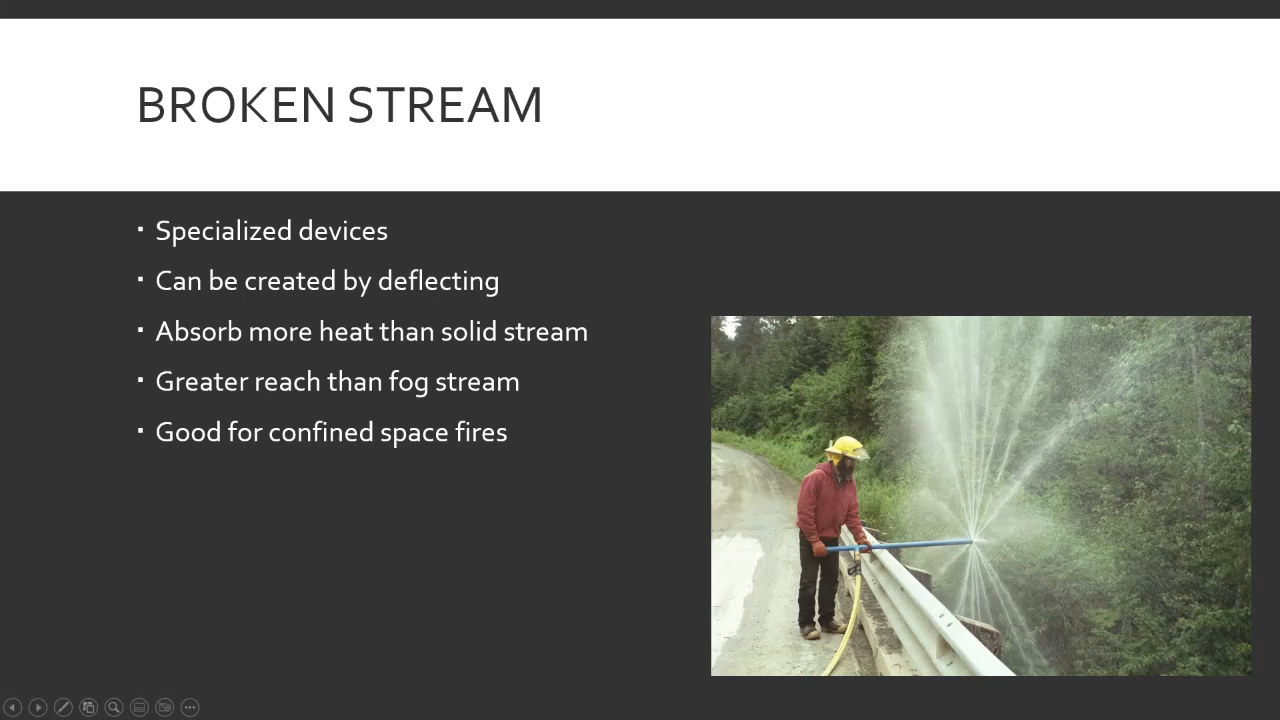 BROKEN STREAM
▪ Specialized devices
▪ Can be created by deflecting
▪ Absorb more heat than solid stream
▪ Greater reach than fog stream
▪ Good for confined space fires